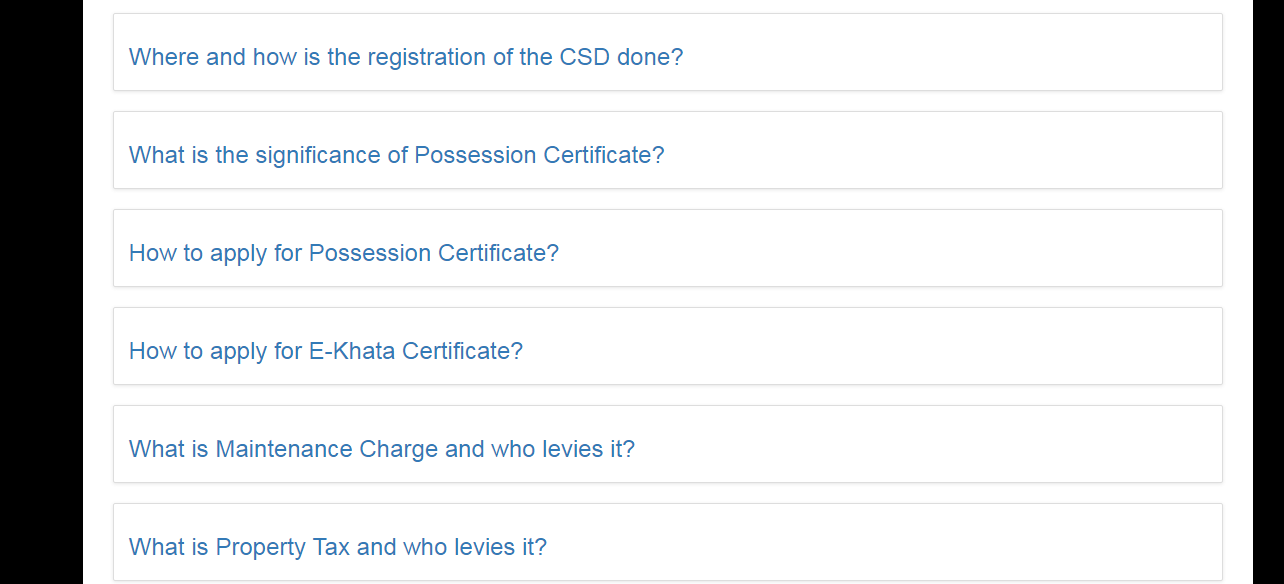 Where and how is the registration of the CSD done?
What is the significance of Possession Certificate?
How to apply for Possession Certificate?
How to apply for E-Khata Certificate?
What is Maintenance Charge and who levies it?
What is Property Tax and who levies it?